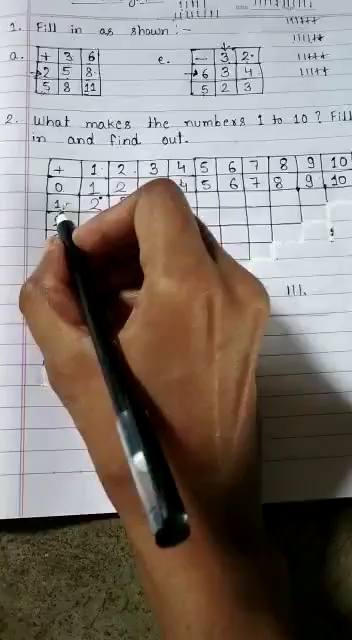 1. Fill in as shown :-
a. + 3 6 e. - 3 2
2 5 8 6 3 4
5 8 11 5 2 3
2. What makes the numbers 1 to 10 ? Fill
in and find out.
+ 1 2 3 4 5 6 7 8 9 10
0 1 2 4 5 6 7 8 9 10
1 2